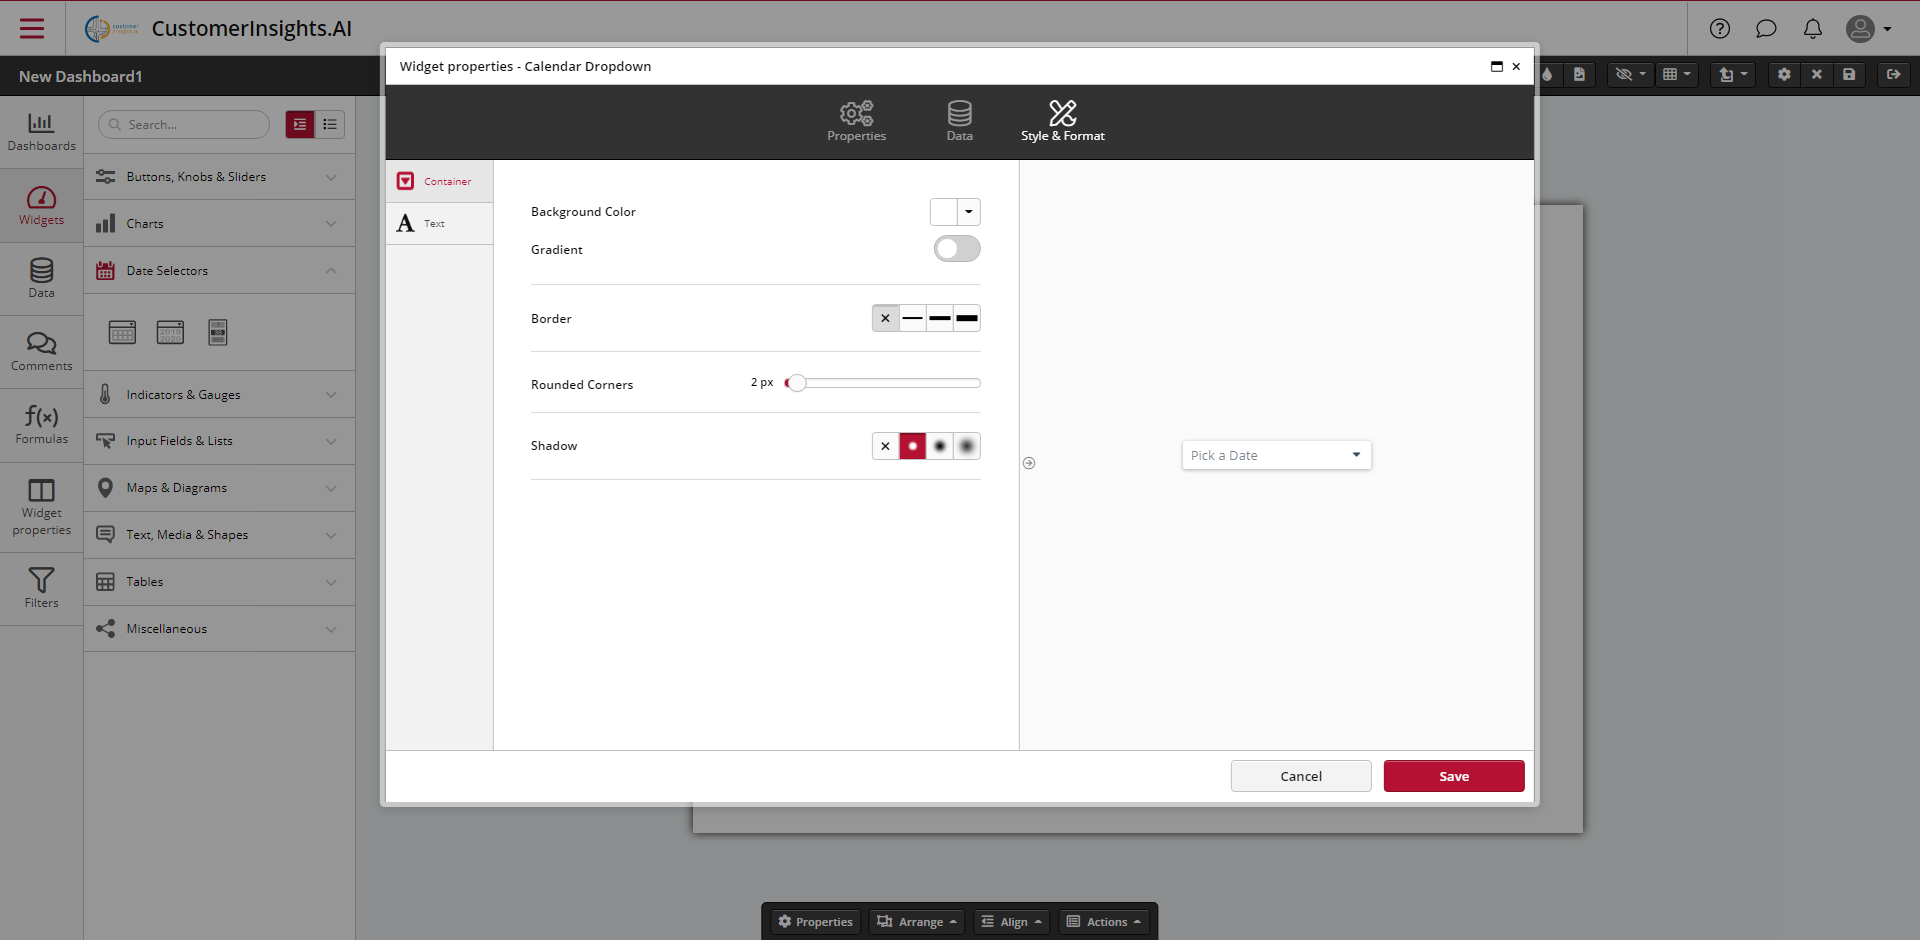 CustomerInsights.AI
New Dashboard1
Widget properties - Calendar Dropdown
Properties
Data
Style & Format
Dashboards
Widgets
Data
Comments
Formulas
Widget
properties
Filters
Search...
Buttons, Knobs & Sliders
Charts
Date Selectors
Indicators & Gauges
Input Fields & Lists
Maps & Diagrams
Text, Media & Shapes
Tables
Miscellaneous
Container
Text
Background Color
Gradient
Border
Rounded Corners
2 px
Shadow
Pick a Date
Cancel
Save
Properties
Arrange
Align
Actions